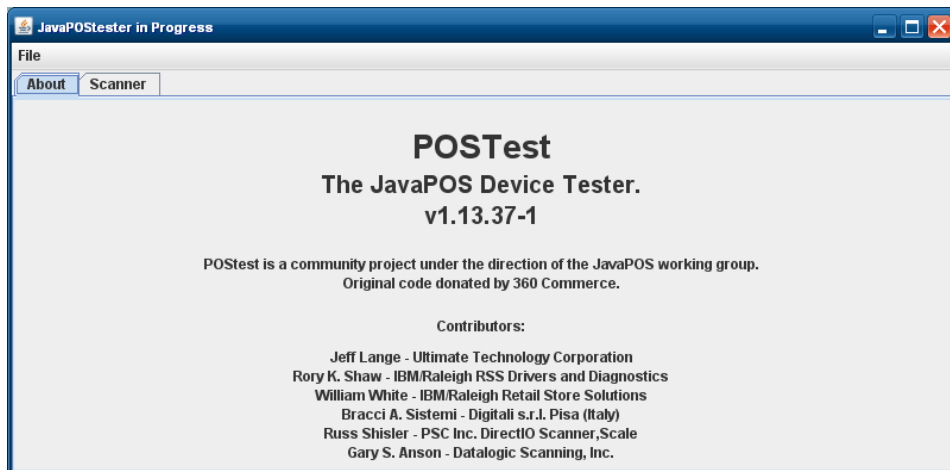 JavaPOStester in Progress
File
About Scanner
POSTest
The JavaPOS Device Tester.
v1.13.37-1
POStest is a community project under the direction of the JavaPOS working group.
Original code donated by 360 Commerce.
Contributors:
Jeff Lange - Ultimate Technology Corporation
Rory K. Shaw - IBM/Raleigh RSS Drivers and Diagnostics
William White - IBM/Raleigh Retail Store Solutions
Bracci A. Sistemi - Digitali s.r.l. Pisa (Italy)
Russ Shisler - PSC Inc. DirectIO Scanner,Scale
Gary S. Anson - Datalogic Scanning, Inc.